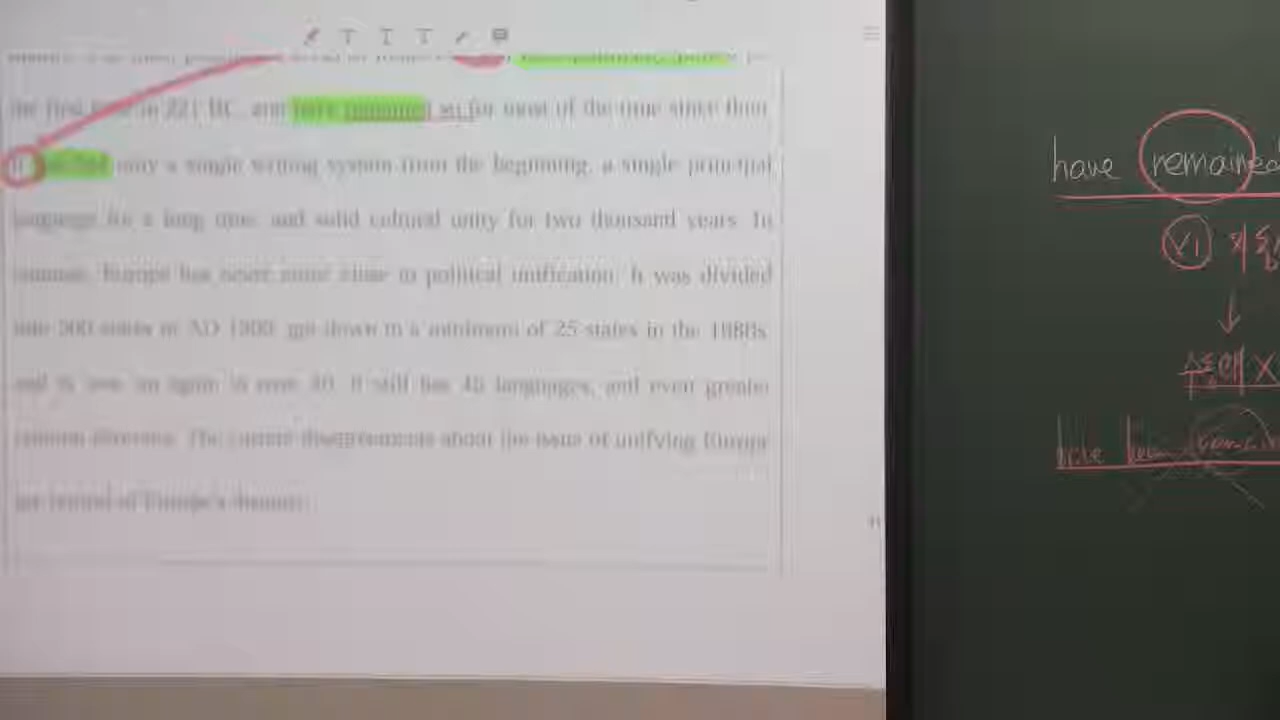 the first time in 221 BC, and have remained so for most of the time since then.
It has had only a single writing system from the beginning, a single principal
language for a long time, and solid cultural unity for two thousand years. In
Europe has never come close to political unification. It was divided
into 500 states in AD 1500, got down to a minimum of 25 states in the 1980s,
and is now again over 40. It still has 45 languages, and even greater
cultural diversity. The current disagreements about the issue of unifying Europe
are typical of Europe's
have remained
VI
↓
수동태 X
have been